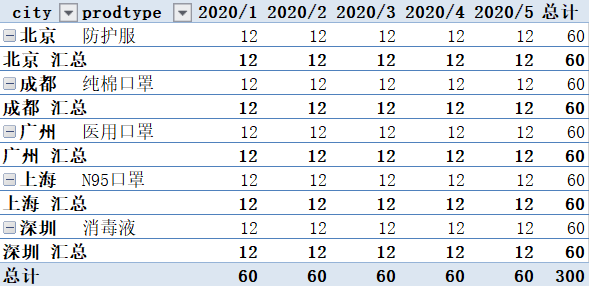 city prodtype 2020/1 2020/2 2020/3 2020/4 2020/5 总计
北京 防护服 12 12 12 12 12 60
北京 汇总 12 12 12 12 12 60
成都 纯棉口罩 12 12 12 12 12 60
成都 汇总 12 12 12 12 12 60
广州 医用口罩 12 12 12 12 12 60
广州 汇总 12 12 12 12 12 60
上海 N95口罩 12 12 12 12 12 60
上海 汇总 12 12 12 12 12 60
深圳 消毒液 12 12 12 12 12 60
深圳 汇总 12 12 12 12 12 60
总计 60 60 60 60 60 300